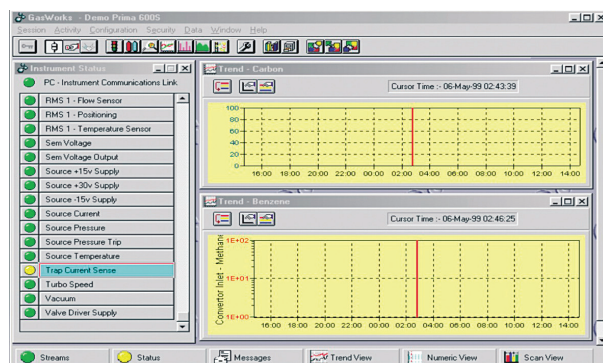 GasWorks - Demo Prima 600S
Session Activity Configuration Security Data Window Help
Instrument Status
PC - Instrument Communications Link
RMS 1 - Flow Sensor
RMS 1 - Positioning
RMS 1 - Temperature Sensor
Sem Voltage
Sem Voltage Output
Source +15v Supply
Source +30v Supply
Source -15v Supply
Source Current
Source Pressure
Source Pressure Trip
Source Temperature
Trap Current Sense
Turbo Speed
Vacuum
Valve Driver Supply
Trend - Carbon
Cursor Time :- 06-May-99 02:43:39
100
80
60
40
20
0
16:00 18:00 20:00 22:00 00:00 02:00 04:00 06:00 08:00 10:00 12:00 14:00
Trend - Benzene
Cursor Time :- 06-May-99 02:46:25
Convertor Inlet - Methane
1E+02
1E+01
1E+00
16:00 18:00 20:00 22:00 00:00 02:00 04:00 06:00 08:00 10:00 12:00 14:00
Streams Status Messages Trend View Numeric View Scan View